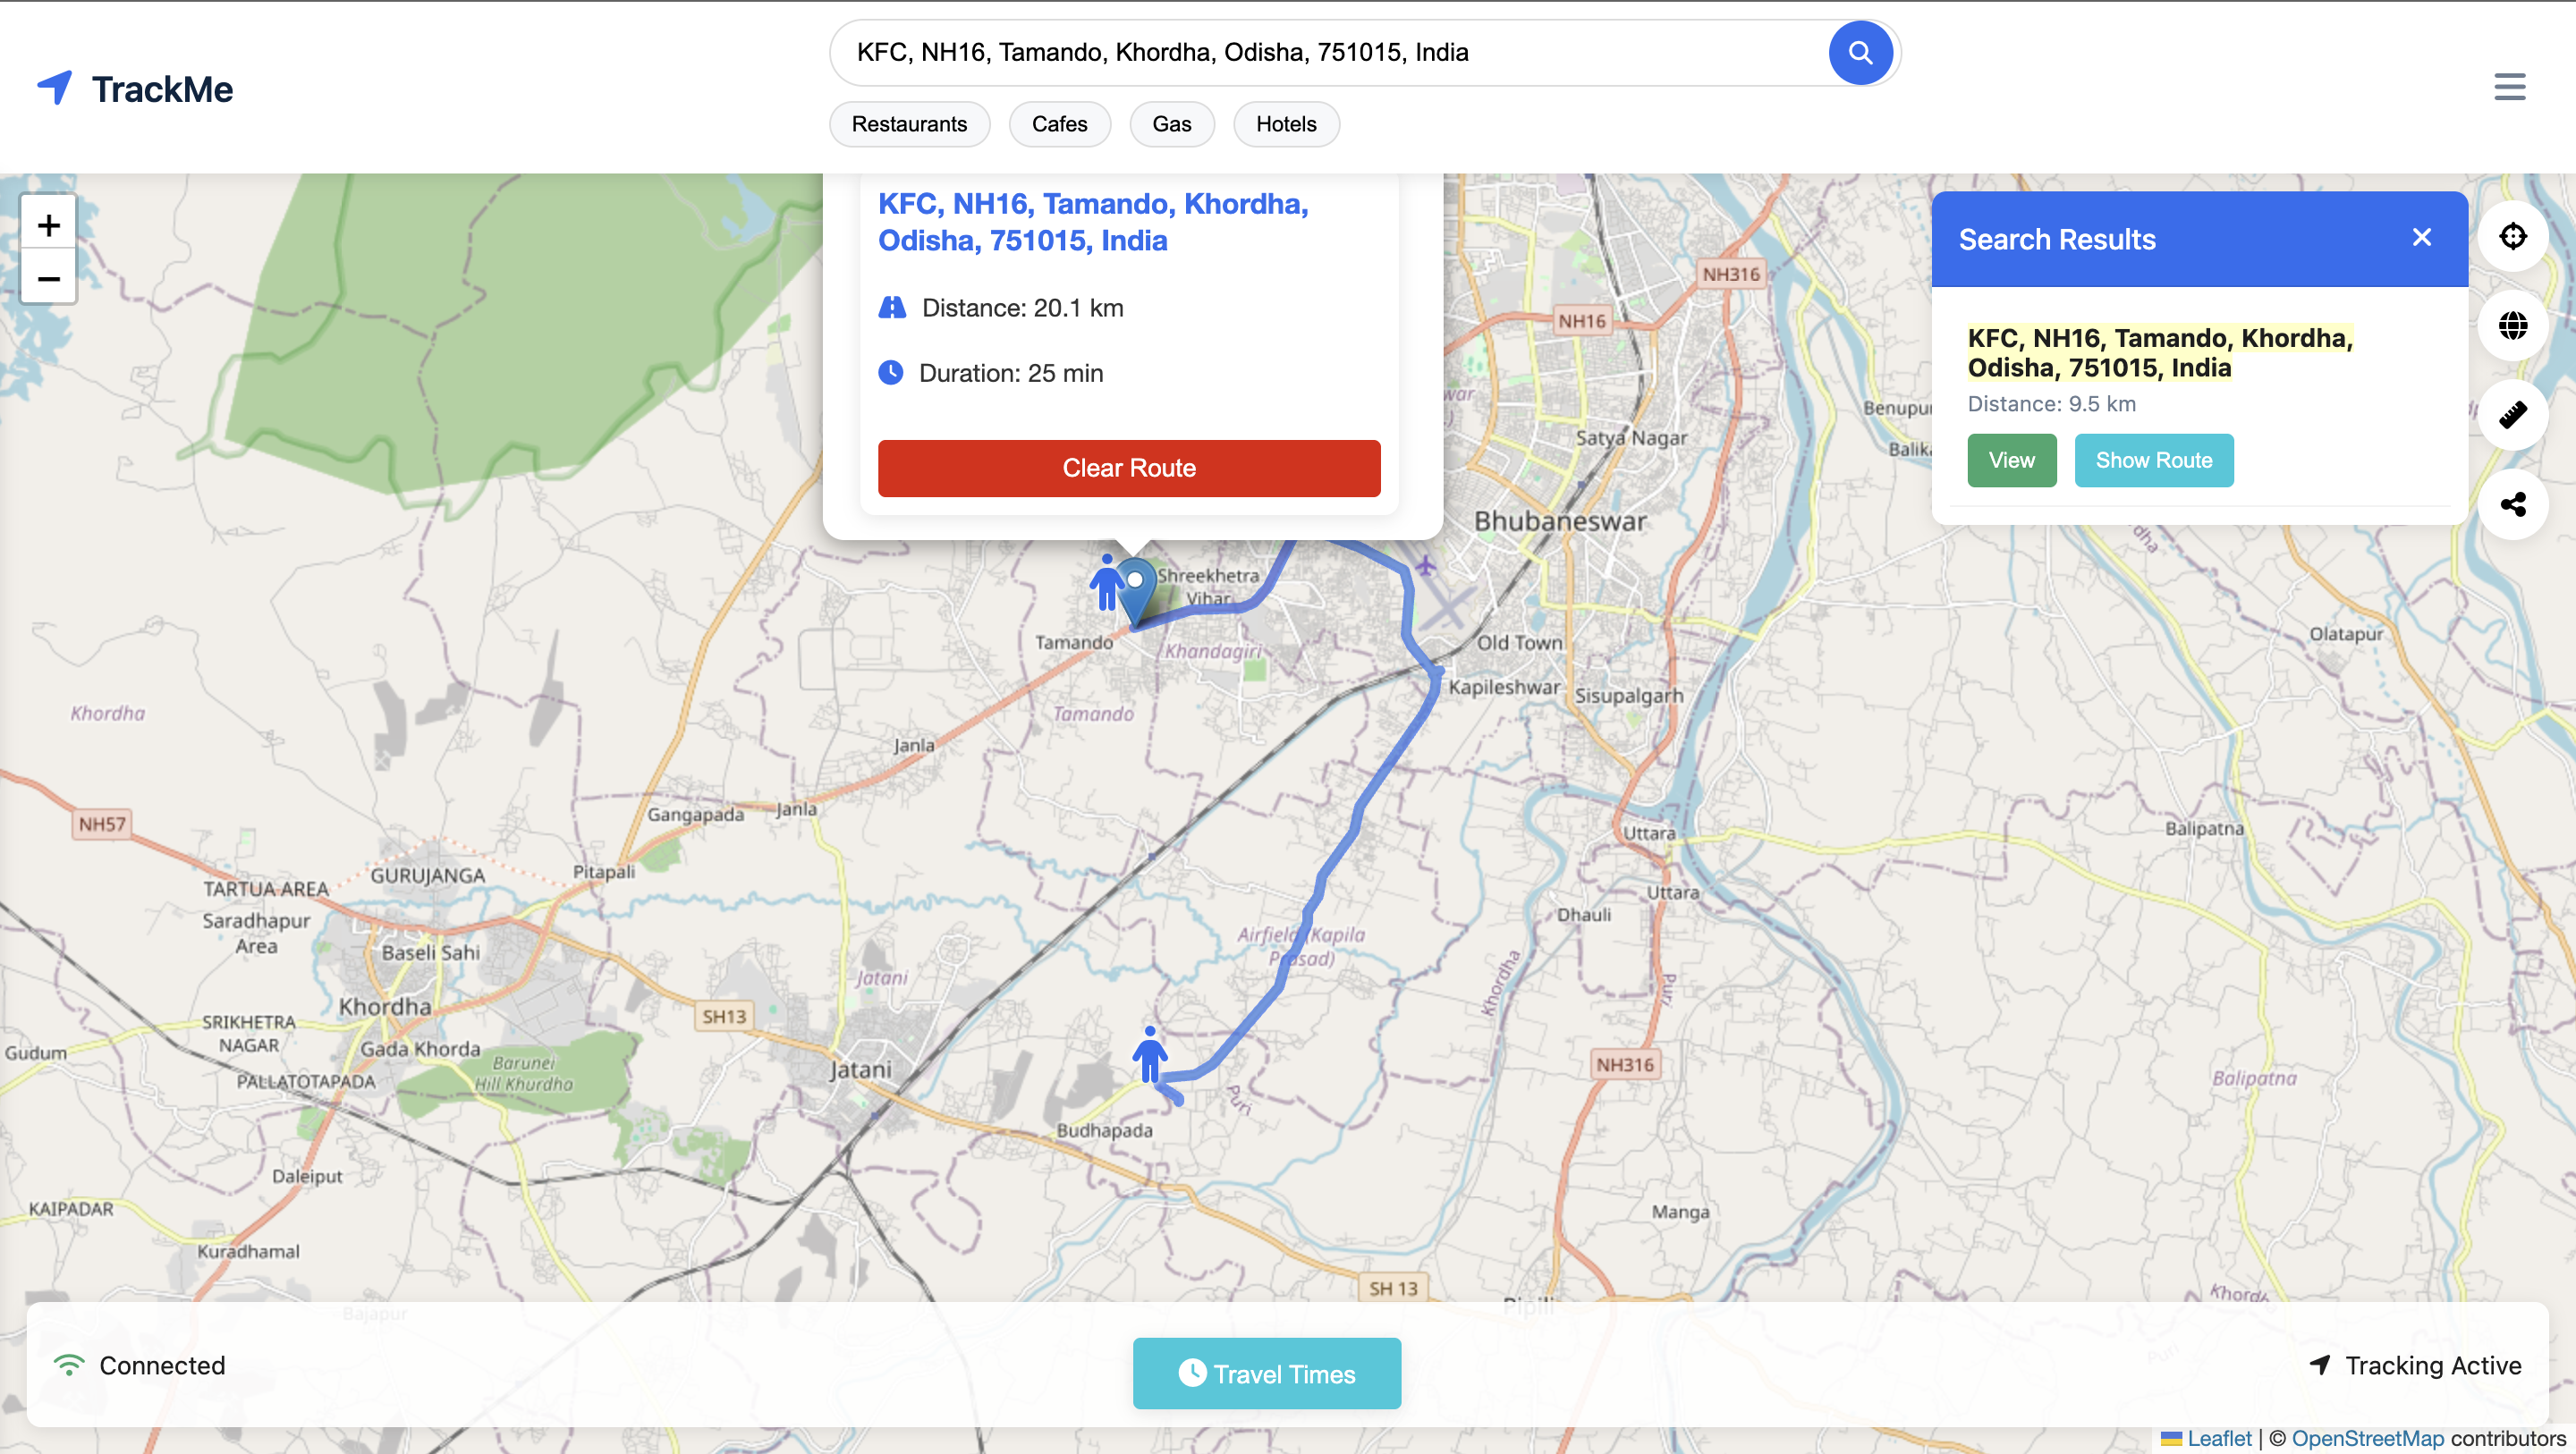 TrackMe
KFC, NH16, Tamando, Khordha, Odisha, 751015, India
Restaurants
Cafes
Gas
Hotels
+
−
KFC, NH16, Tamando, Khordha,
Odisha, 751015, India
Distance: 20.1 km
Duration: 25 min
Clear Route
Search Results
KFC, NH16, Tamando, Khordha,
Odisha, 751015, India
Distance: 9.5 km
View
Show Route
NH316
NH16
Satya Nagar
Bhubaneswar
Shreekhetra
Vihar
Tamando
Khandagiri
Old Town
Kapileshwar
Sisupalgarh
Olatapur
Khordha
Tamando
Janla
NH57
Gangapada
Janla
Uttara
Balipatna
GURUJANGA
Pitapali
TARTUA AREA
Saradhapur
Area
Uttara
Dhauli
Baseli Sahi
Airfield (Kapila
Prasad)
Jatani
Khordha
Puri
Khordha
SH13
SRIKHETRA
NAGAR
Gudum
Gada Khorda
Barunei
Hill Khurdha
PALLATOTAPADA
Jatani
NH316
Balipatna
Puri
Budhapada
Daleiput
KAIPADAR
Manga
Kuradhamal
SH 13
Pipili
Bajapur
Puri
Connected
Travel Times
Tracking Active
Leaflet | © OpenStreetMap contributors